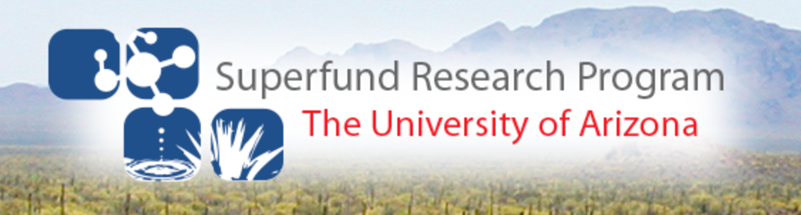 Superfund Research Program
The University of Arizona